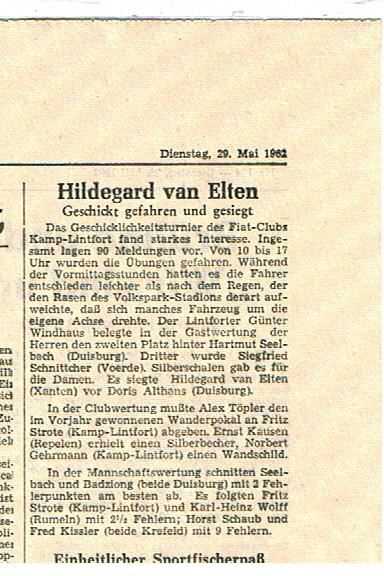 Dienstag, 29. Mai 1962
Hildegard van Elten
Geschickt gefahren und gesiegt
Das Geschicklichkeitsturnier des Fiat-Clubs
Kamp-Lintfort fand starkes Interesse. Inge-
samt lagen 90 Meldungen vor. Von 10 bis 17
Uhr wurden die Übungen gefahren. Während
der Vormittagsstunden hatten es die Fahrer
entschieden leichter als nach dem Regen, der
den Rasen des Volkspark-Stadions derart auf-
weichte, daß sich manches Fahrzeug um die
eigene Achse drehte. Der Lintforter Günter
Windhaus belegte in der Gastwertung der
Herren den zweiten Platz hinter Hartmut Seel-
bach (Duisburg). Dritter wurde Siegfried
Schnittcher (Voerde). Silberschalen gab es für
die Damen. Es siegte Hildegard van Elten
(Xanten) vor Doris Althans (Duisburg).
In der Clubwertung mußte Alex Töpler den
im Vorjahr gewonnenen Wanderpokal an Fritz
Strote (Kamp-Lintfort) abgeben. Ernst Kausen
(Repelen) erhielt einen Silberbecher, Norbert
Gehrmann (Kamp-Lintfort) einen Wandschild.
In der Mannschaftswertung schnitten Seel-
bach und Badziong (beide Duisburg) mit 2 Feh-
lerpunkten am besten ab. Es folgten Fritz
Strote (Kamp-Lintfort) und Karl-Heinz Wolff
(Rumeln) mit 2½ Fehlern; Horst Schaub und
Fred Kissler (beide Krefeld) mit 9 Fehlern.
Einheitlicher Sportfischerpaß